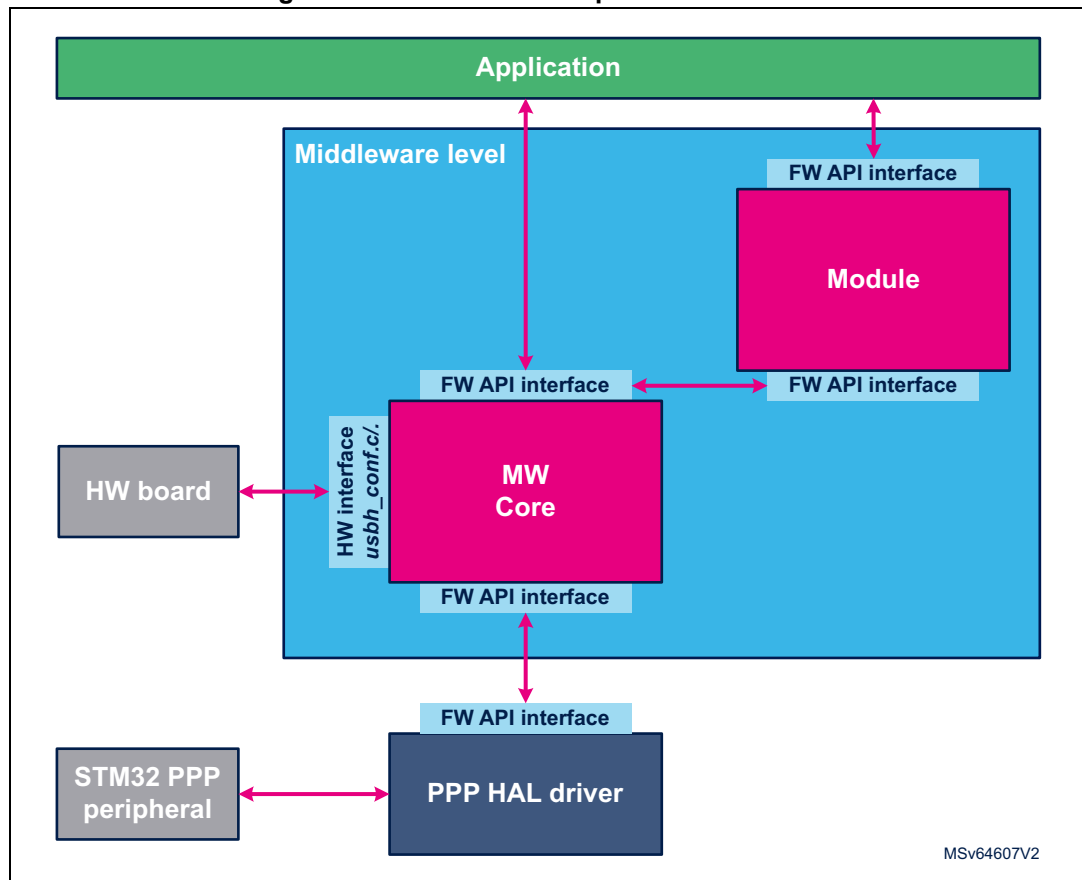 Application
Middleware level
FW API interface
Module
FW API interface
FW API interface
HW interface
usbh_conf.c/.
MW
Core
HW board
FW API interface
FW API interface
STM32 PPP
peripheral
PPP HAL driver
MSv64607V2